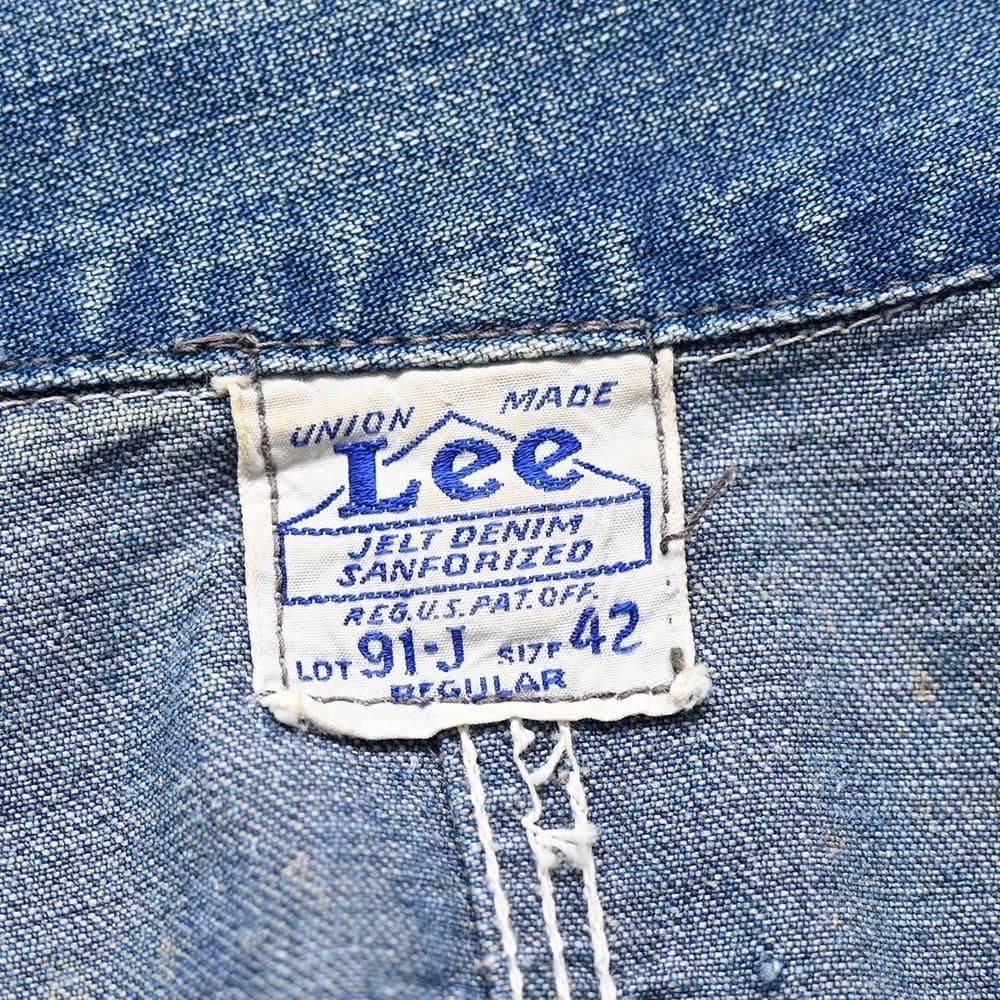 UNION MADE
Lee
JELT DENIM
SANFORIZED
REG.U.S.PAT.OFF.
LOT 91-J SIZE 42
REGULAR